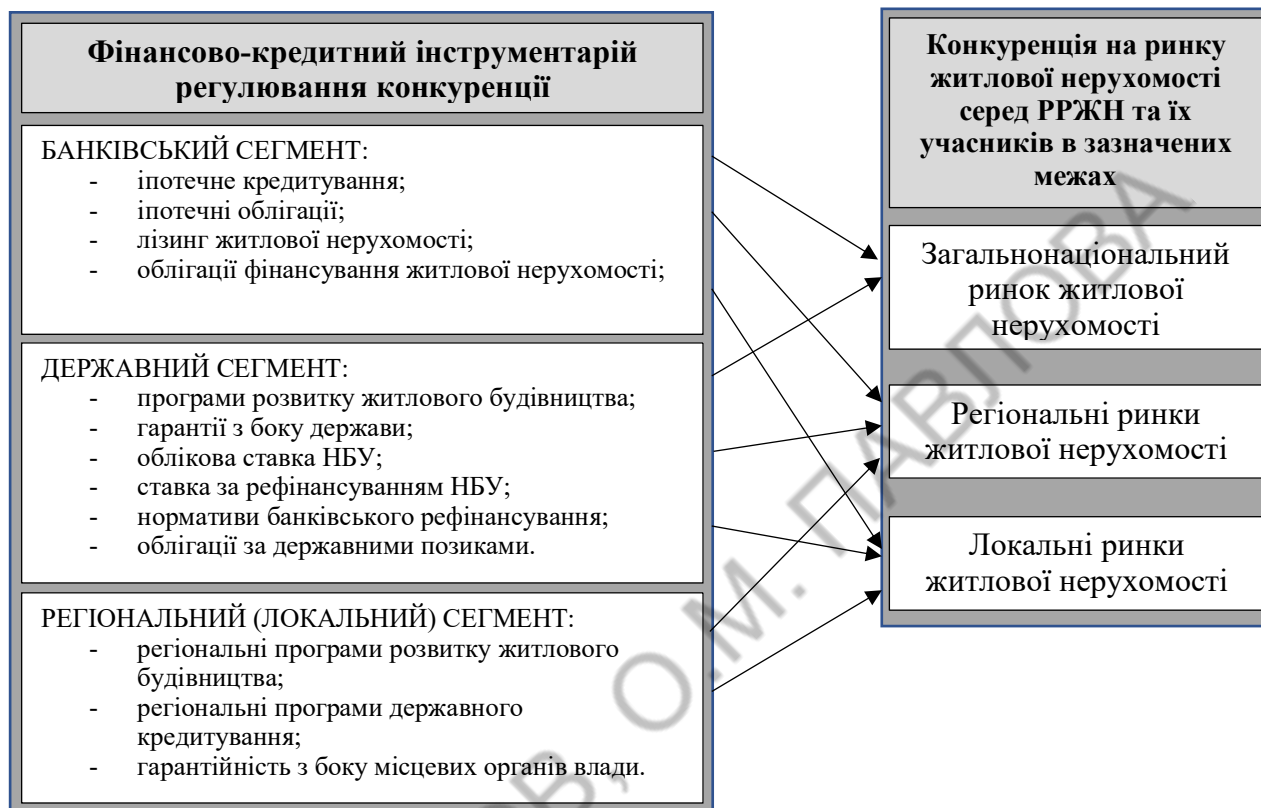 Фінансово-кредитний інструментарій
регулювання конкуренції
БАНКІВСЬКИЙ СЕГМЕНТ:
- іпотечне кредитування;
- іпотечні облігації;
- лізинг житлової нерухомості;
- облігації фінансування житлової нерухомості;
ДЕРЖАВНИЙ СЕГМЕНТ:
- програми розвитку житлового будівництва;
- гарантії з боку держави;
- облікова ставка НБУ;
- ставка за рефінансуванням НБУ;
- нормативи банківського рефінансування;
- облігації за державними позиками.
РЕГІОНАЛЬНИЙ (ЛОКАЛЬНИЙ) СЕГМЕНТ:
- регіональні програми розвитку житлового
будівництва;
- регіональні програми державного
кредитування;
- гарантійність з боку місцевих органів влади.
Конкуренція на ринку
житлової нерухомості
серед РРЖН та їх
учасників в зазначених
межах
Загальнонаціональний
ринок житлової
нерухомості
Регіональні ринки
житлової нерухомості
Локальні ринки
житлової нерухомості
О.М. ПАВЛОВА